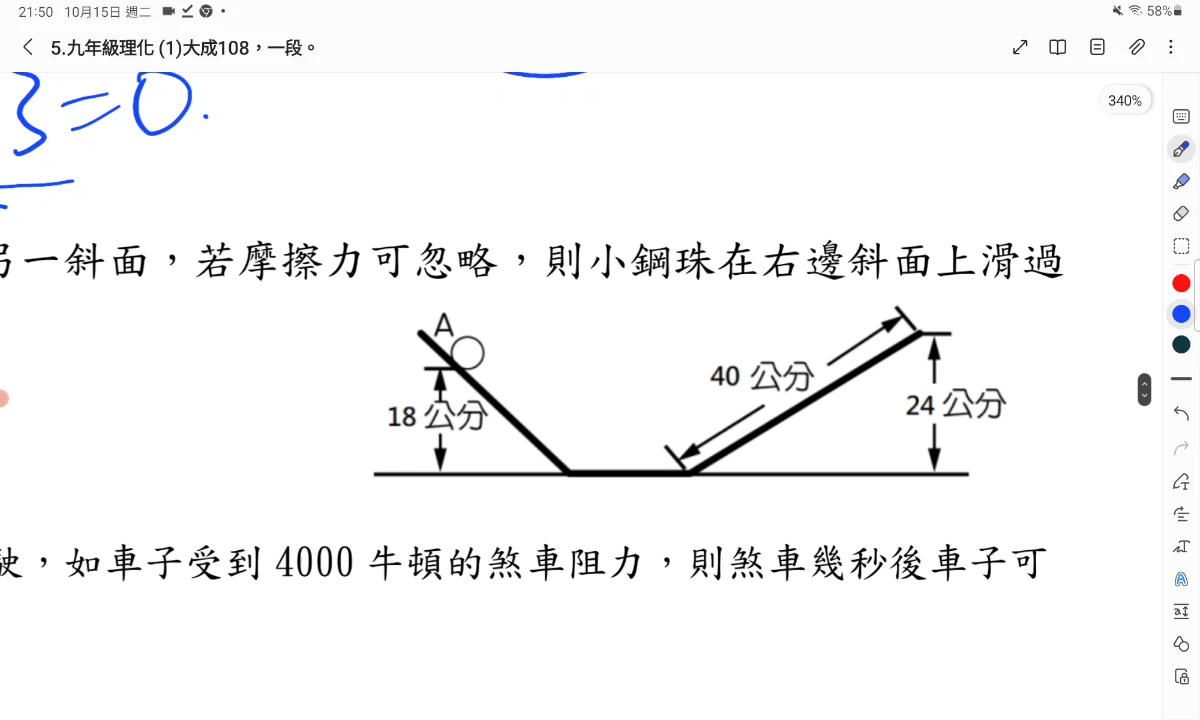 21:50 10月15日 週二
58%
5.九年級理化 (1)大成108，一段。
340%
3=0.
一斜面，若摩擦力可忽略，則小鋼珠在右邊斜面上滑過
A
40 公分
18 公分
24 公分
駛，如車子受到 4000 牛頓的煞車阻力，則煞車幾秒後車子可